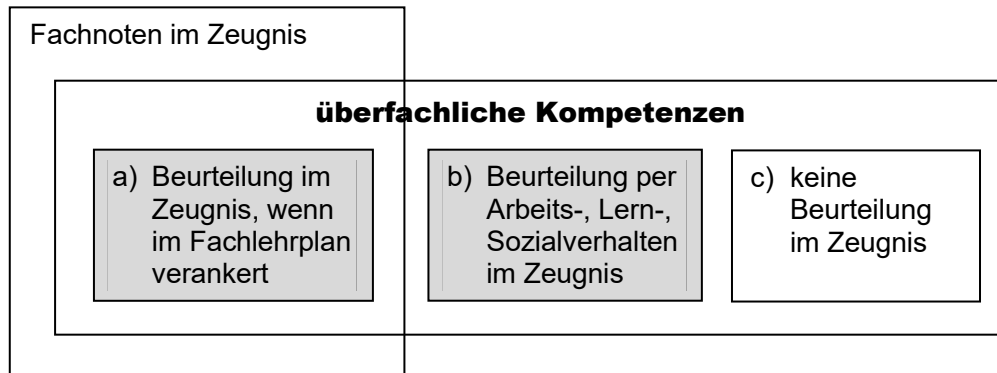 Fachnoten im Zeugnis
überfachliche Kompetenzen
a) Beurteilung im
Zeugnis, wenn
im Fachlehrplan
verankert
b) Beurteilung per
Arbeits-, Lern-,
Sozialverhalten
im Zeugnis
c) keine
Beurteilung
im Zeugnis